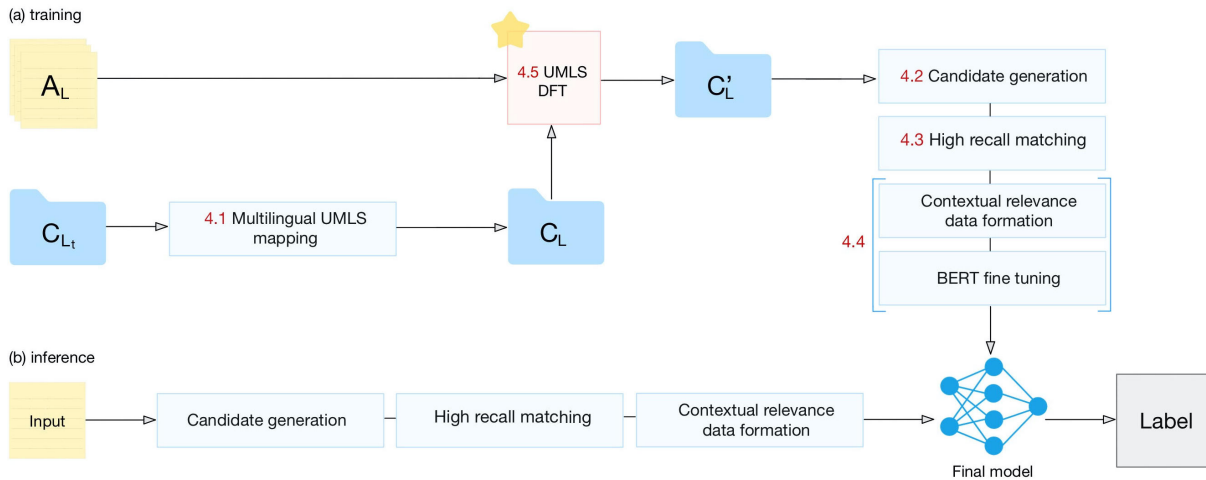 (a) training
A_L
4.5 UMLS
DFT
C'_L
4.2 Candidate generation
4.3 High recall matching
Contextual relevance
data formation
4.4
BERT fine tuning
C_{L_t}
4.1 Multilingual UMLS
mapping
C_L
(b) inference
Input
Candidate generation
High recall matching
Contextual relevance
data formation
Final model
Label